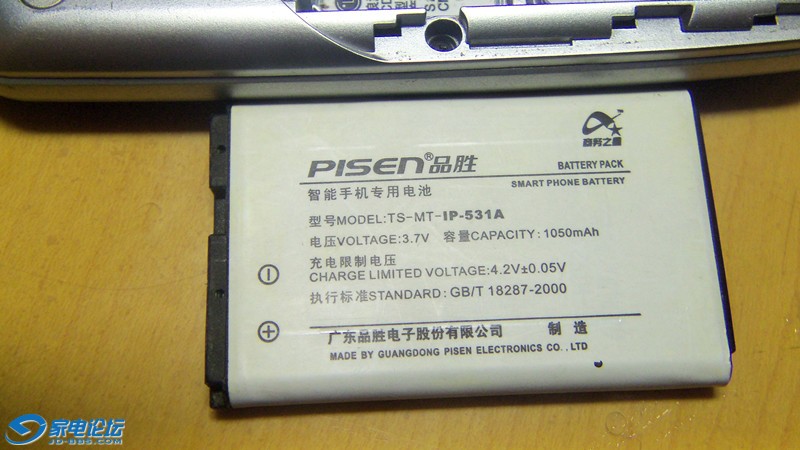 商务之星
PISEN®品胜
BATTERY PACK
智能手机专用电池
SMART PHONE BATTERY
型号MODEL:TS-MT-IP-531A
电压VOLTAGE:3.7V 容量CAPACITY:1050mAh
充电限制电压
CHARGE LIMITED VOLTAGE:4.2V±0.05V
执行标准STANDARD: GB/T 18287-2000
广东品胜电子股份有限公司 制造
MADE BY GUANGDONG PISEN ELECTRONICS CO.,LTD
家电论坛
JD-BBS.COM